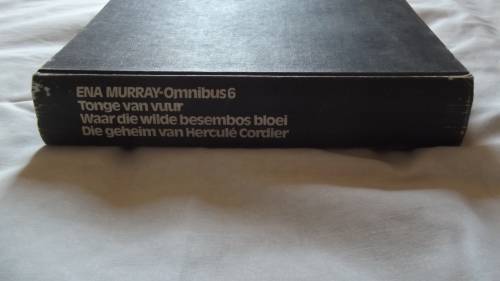 ENA MURRAY-Omnibus 6
Tonge van vuur
Waar die wilde besembos bloei
Die geheim van Herculé Cordier